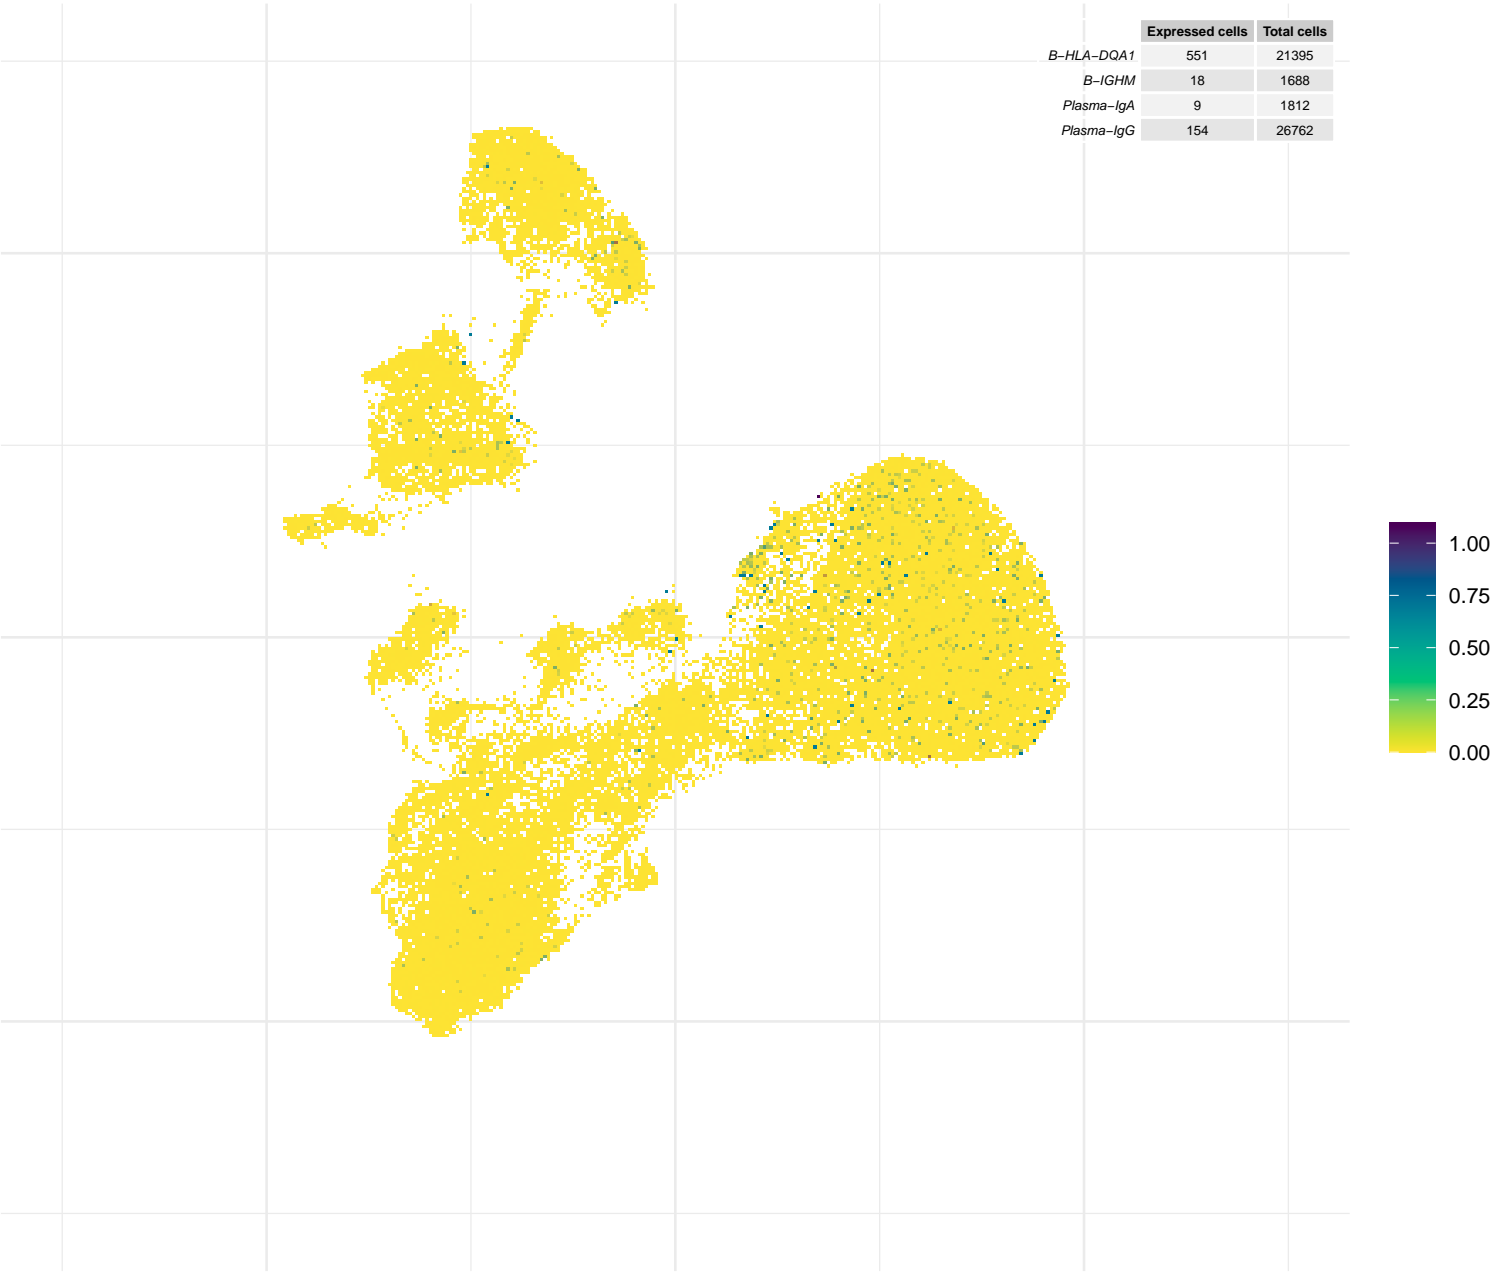 Expressed cells Total cells
B−HLA−DQA1 551 21395
B−IGHM 18 1688
Plasma−IgA 9 1812
Plasma−IgG 154 26762
1.00
0.75
0.50
0.25
0.00